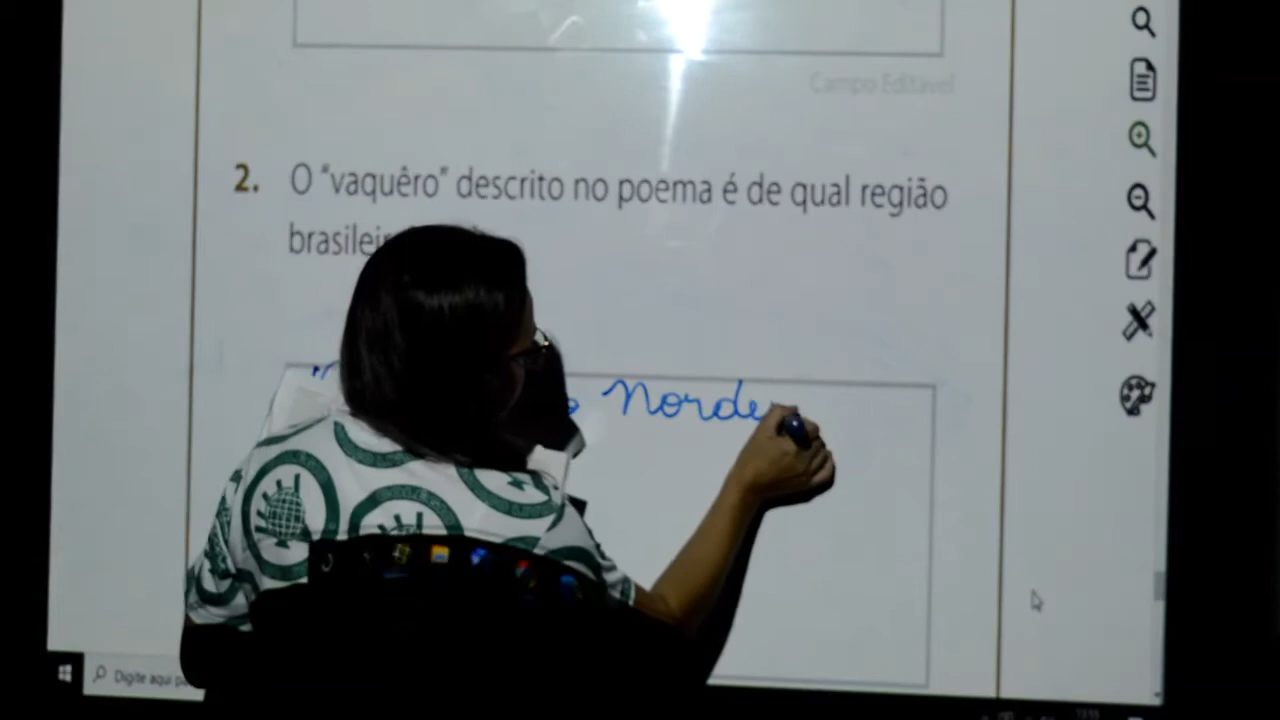 Campo Editável
2. O "vaquêro" descrito no poema é de qual região
brasilei
Norde
Digite aqui p